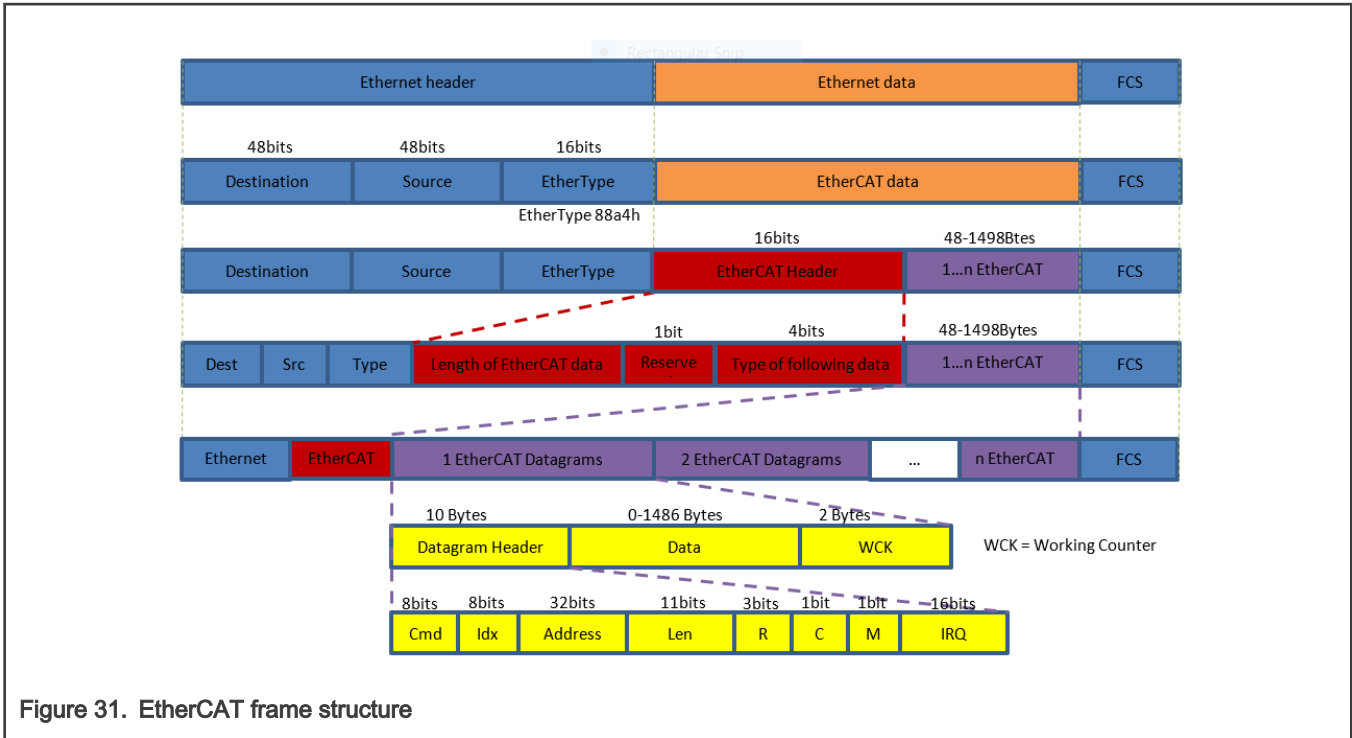 Rectangular Snip
Ethernet header Ethernet data FCS
48bits 48bits 16bits
Destination Source EtherType EtherCAT data FCS
EtherType 88a4h
16bits 48-1498Btes
Destination Source EtherType EtherCAT Header 1...n EtherCAT FCS
1bit 4bits 48-1498Bytes
Dest Src Type Length of EtherCAT data Reserve Type of following data 1...n EtherCAT FCS
Ethernet EtherCAT 1 EtherCAT Datagrams 2 EtherCAT Datagrams ... n EtherCAT FCS
10 Bytes 0-1486 Bytes 2 Bytes
Datagram Header Data WCK WCK = Working Counter
8bits 8bits 32bits 11bits 3bits 1bit 1bit 16bits
Cmd Idx Address Len R C M IRQ
Figure 31. EtherCAT frame structure